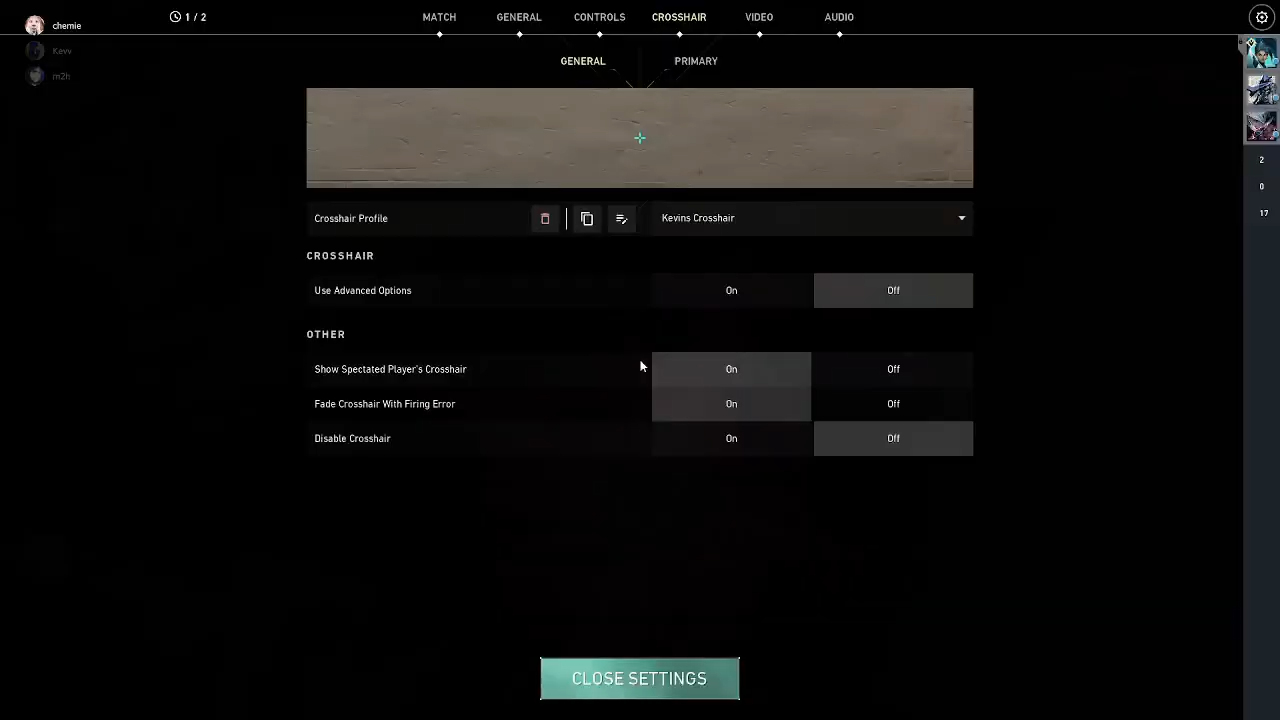 chemie
Kevv
m2h
1 / 2
MATCH GENERAL CONTROLS CROSSHAIR VIDEO AUDIO
GENERAL PRIMARY
Crosshair Profile Kevins Crosshair
CROSSHAIR
Use Advanced Options On Off
OTHER
Show Spectated Player's Crosshair On Off
Fade Crosshair With Firing Error On Off
Disable Crosshair On Off
2
0
17
CLOSE SETTINGS